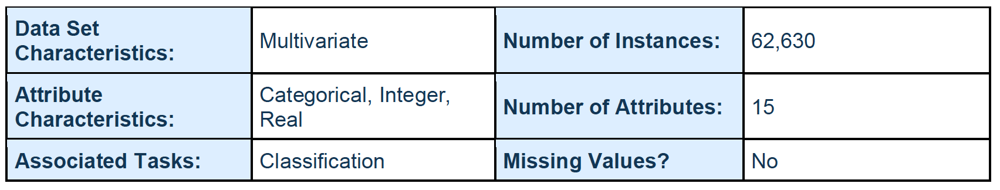 Data Set
Characteristics:
Multivariate
Number of Instances:
62,630
Attribute
Characteristics:
Categorical, Integer,
Real
Number of Attributes:
15
Associated Tasks:
Classification
Missing Values?
No